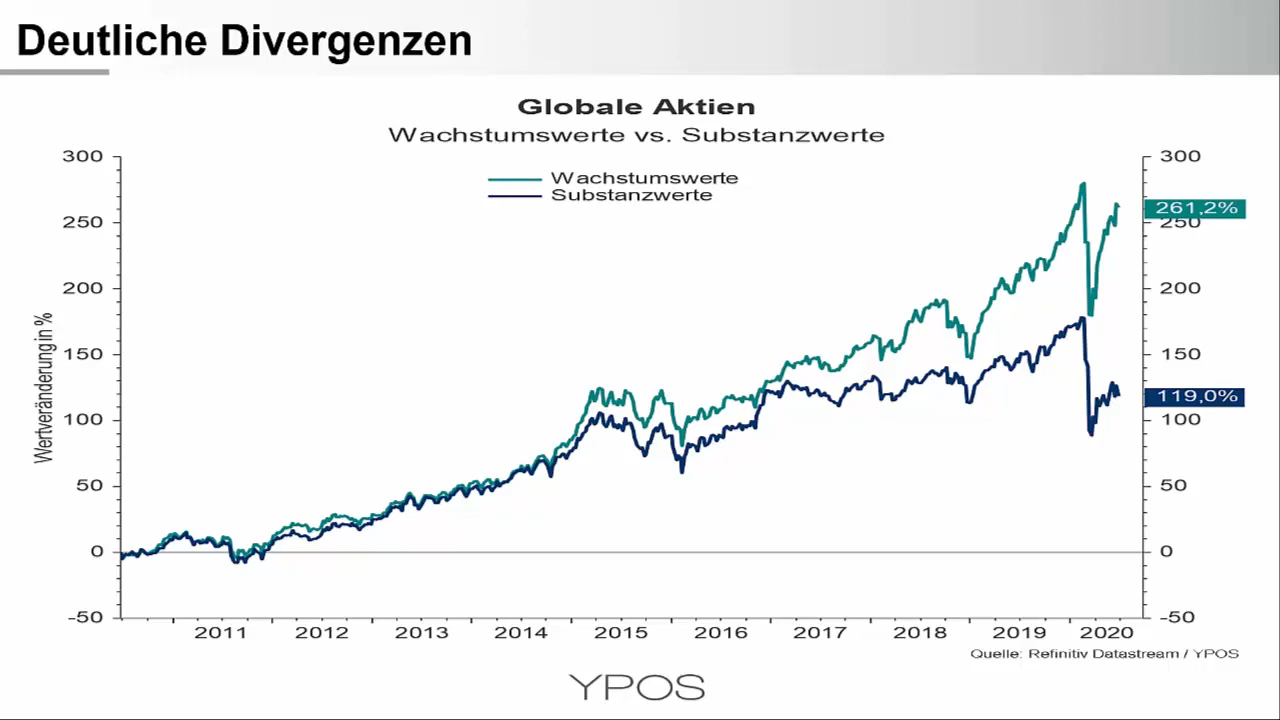 Deutliche Divergenzen
Globale Aktien
Wachstumswerte vs. Substanzwerte
Wachstumswerte
Substanzwerte
Wertveränderung in %
300
250
200
150
100
50
0
-50
300
261,2%
250
200
150
119,0%
100
50
0
-50
2011 2012 2013 2014 2015 2016 2017 2018 2019 2020
Quelle: Refinitiv Datastream / YPOS
YPOS